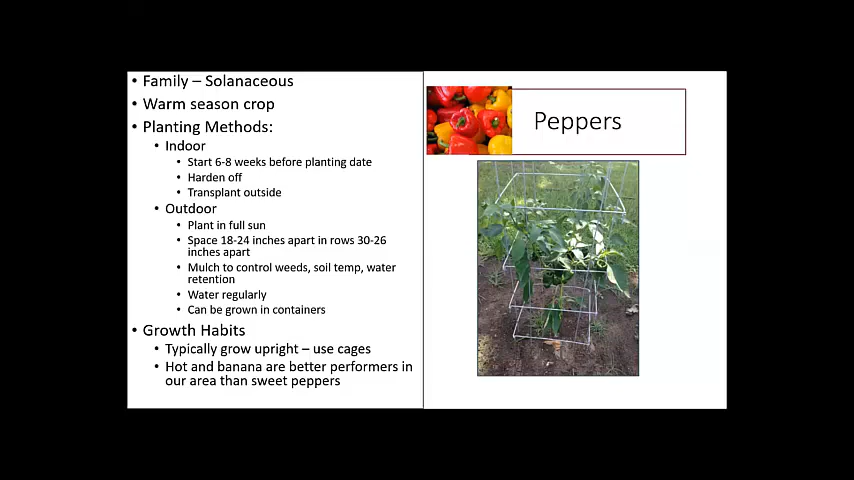 • Family – Solanaceous
• Warm season crop
• Planting Methods:
• Indoor
• Start 6-8 weeks before planting date
• Harden off
• Transplant outside
• Outdoor
• Plant in full sun
• Space 18-24 inches apart in rows 30-26
inches apart
• Mulch to control weeds, soil temp, water
retention
• Water regularly
• Can be grown in containers
• Growth Habits
• Typically grow upright – use cages
• Hot and banana are better performers in
our area than sweet peppers
Peppers